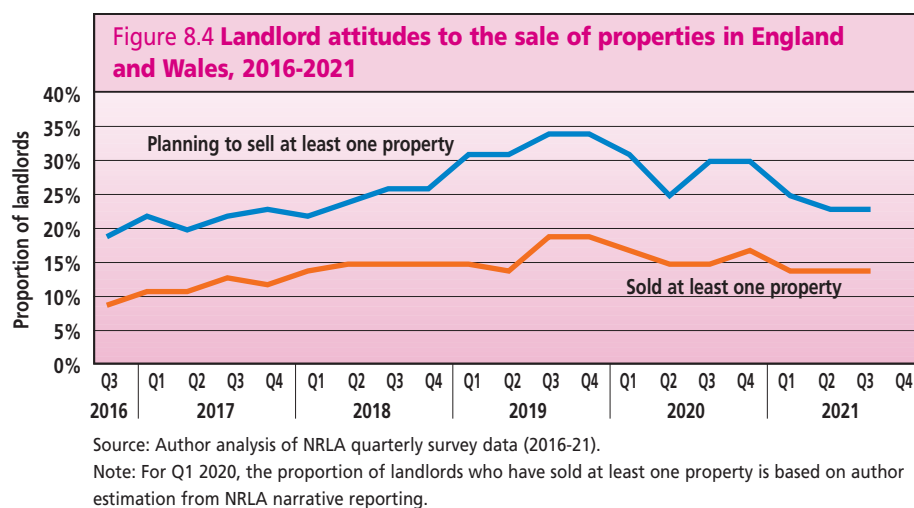 Figure 8.4 Landlord attitudes to the sale of properties in England
and Wales, 2016-2021
40%
35%
30%
25%
20%
15%
10%
5%
0%
Proportion of landlords
Planning to sell at least one property
Sold at least one property
Q3 Q1 Q2 Q3 Q4 Q1 Q2 Q3 Q4 Q1 Q2 Q3 Q4 Q1 Q2 Q3 Q4 Q1 Q2 Q3 Q4
2016 2017 2018 2019 2020 2021
Source: Author analysis of NRLA quarterly survey data (2016-21).
Note: For Q1 2020, the proportion of landlords who have sold at least one property is based on author
estimation from NRLA narrative reporting.